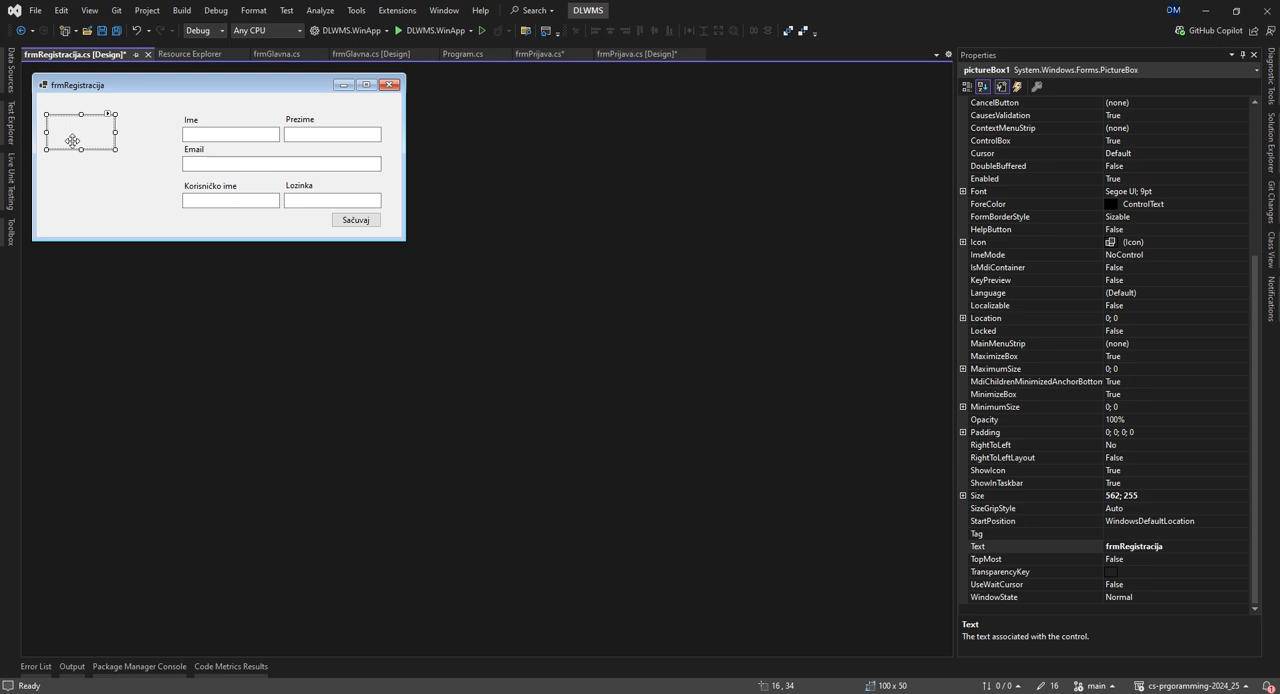 File Edit View Git Project Build Debug Format Test Analyze Tools Extensions Window Help Search DLWMS DM
Debug Any CPU DLWMS.WinApp DLWMS.WinApp GitHub Copilot
frmRegistracija.cs [Design]* Resource Explorer frmGlavna.cs frmGlavna.cs [Design] Program.cs frmPrijava.cs* frmPrijava.cs [Design]*
Data Sources
Test Explorer
Live Unit Testing
Toolbox
frmRegistracija
Ime Prezime
Email
Korisničko ime Lozinka
Sačuvaj
Properties
pictureBox1 System.Windows.Forms.PictureBox
CancelButton (none)
CausesValidation True
ContextMenuStrip (none)
ControlBox True
Cursor Default
DoubleBuffered False
Enabled True
Font Segoe UI; 9pt
ForeColor ControlText
FormBorderStyle Sizable
HelpButton False
Icon (Icon)
ImeMode NoControl
IsMdiContainer False
KeyPreview False
Language (Default)
Localizable False
Location 0; 0
Locked False
MainMenuStrip (none)
MaximizeBox True
MaximumSize 0; 0
MdiChildrenMinimizedAnchorBottom True
MinimizeBox True
MinimumSize 0; 0
Opacity 100%
Padding 0; 0; 0; 0
RightToLeft No
RightToLeftLayout False
ShowIcon True
ShowInTaskbar True
Size 562; 255
SizeGripStyle Auto
StartPosition WindowsDefaultLocation
Tag
Text frmRegistracija
TopMost False
TransparencyKey
UseWaitCursor False
WindowState Normal
Text
The text associated with the control.
Diagnostic Tools
Solution Explorer
Git Changes
Class View
Notifications
Error List Output Package Manager Console Code Metrics Results
Ready 16 , 34 100 x 50 0 / 0 16 main cs-prgoramming-2024_25